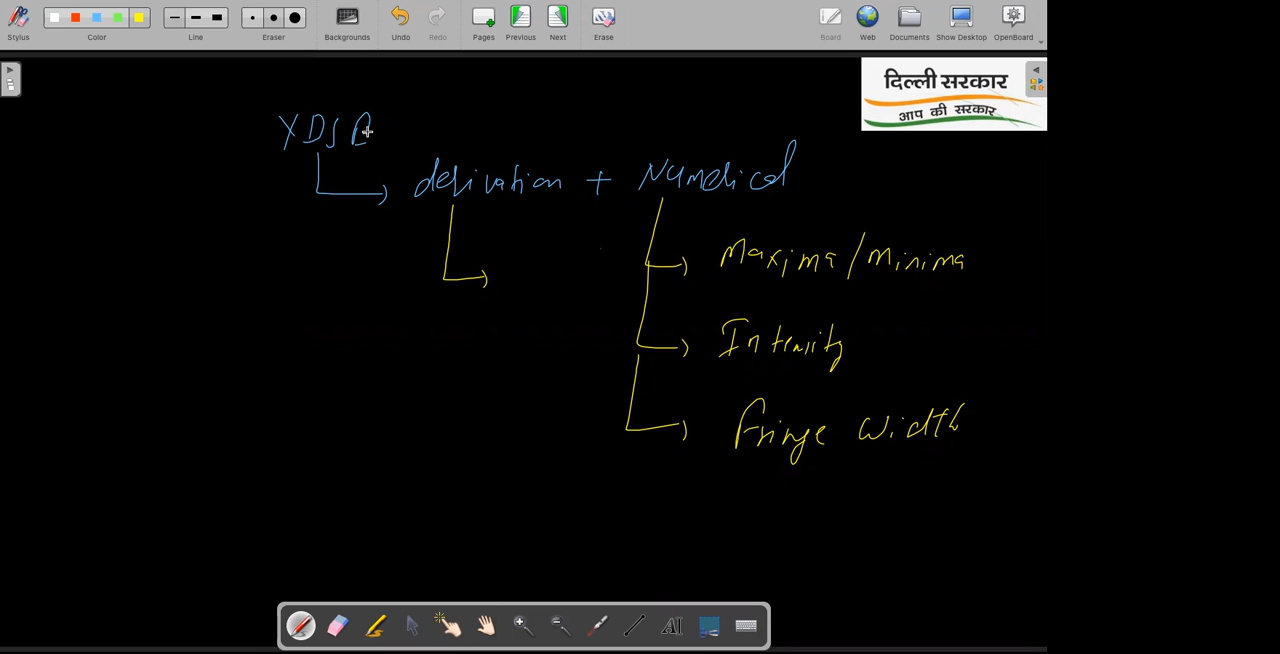 Stylus Color Line Eraser Backgrounds Undo Redo Pages Previous Next Erase Board Web Documents Show Desktop OpenBoard
दिल्ली सरकार
आप की सरकार
YDSE
derivation + Numerical
Maxima/Minima
Intensity
Fringe Width